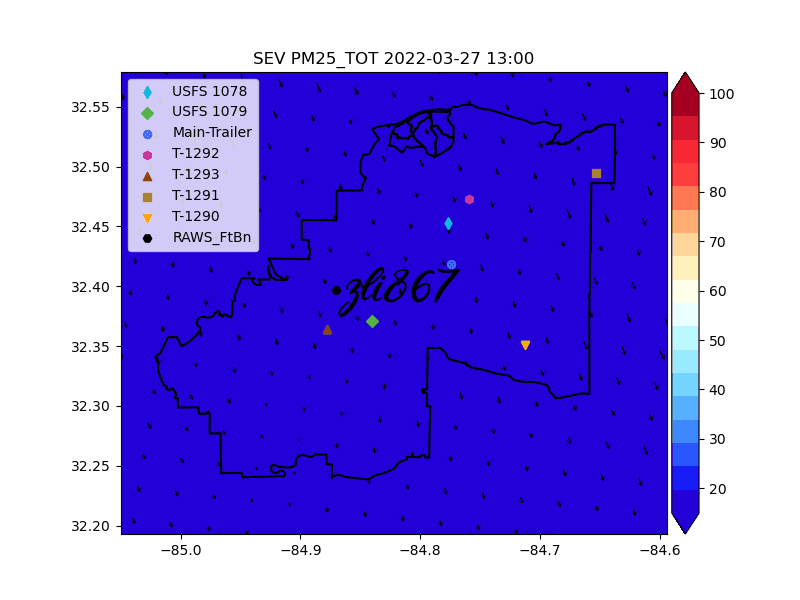 SEV PM25_TOT 2022-03-27 13:00
USFS 1078
USFS 1079
Main-Trailer
T-1292
T-1293
T-1291
T-1290
RAWS_FtBn
zli867
32.55
32.50
32.45
32.40
32.35
32.30
32.25
32.20
−85.0 −84.9 −84.8 −84.7 −84.6
100
90
80
70
60
50
40
30
20